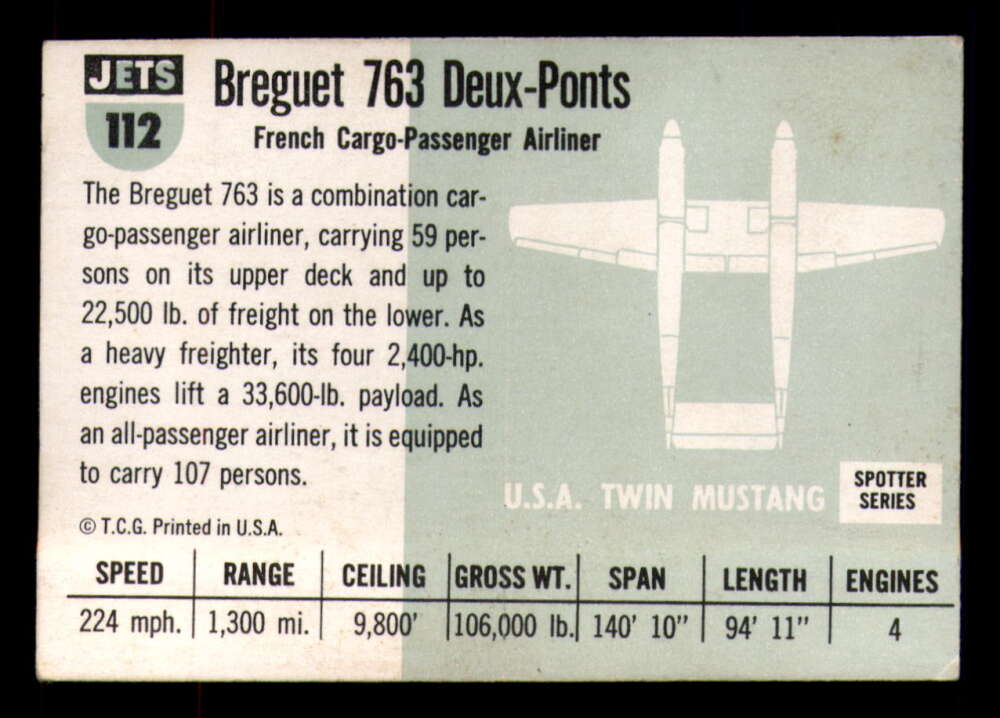 JETS
112
Breguet 763 Deux-Ponts
French Cargo-Passenger Airliner
The Breguet 763 is a combination car-
go-passenger airliner, carrying 59 per-
sons on its upper deck and up to
22,500 lb. of freight on the lower. As
a heavy freighter, its four 2,400-hp.
engines lift a 33,600-lb. payload. As
an all-passenger airliner, it is equipped
to carry 107 persons.
© T.C.G. Printed in U.S.A.
U.S.A. TWIN MUSTANG
SPOTTER
SERIES
SPEED RANGE CEILING GROSS WT. SPAN LENGTH ENGINES
224 mph. 1,300 mi. 9,800' 106,000 lb. 140' 10" 94' 11" 4